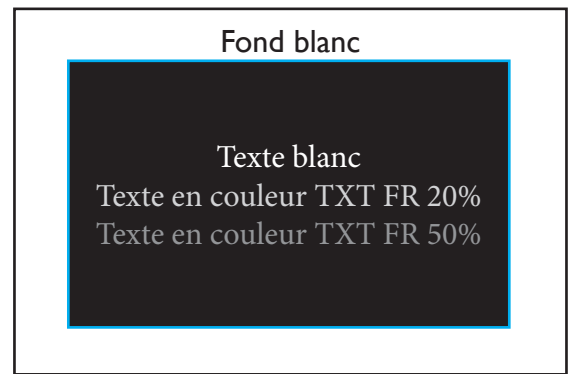 Fond blanc
Texte blanc
Texte en couleur TXT FR 20%
Texte en couleur TXT FR 50%